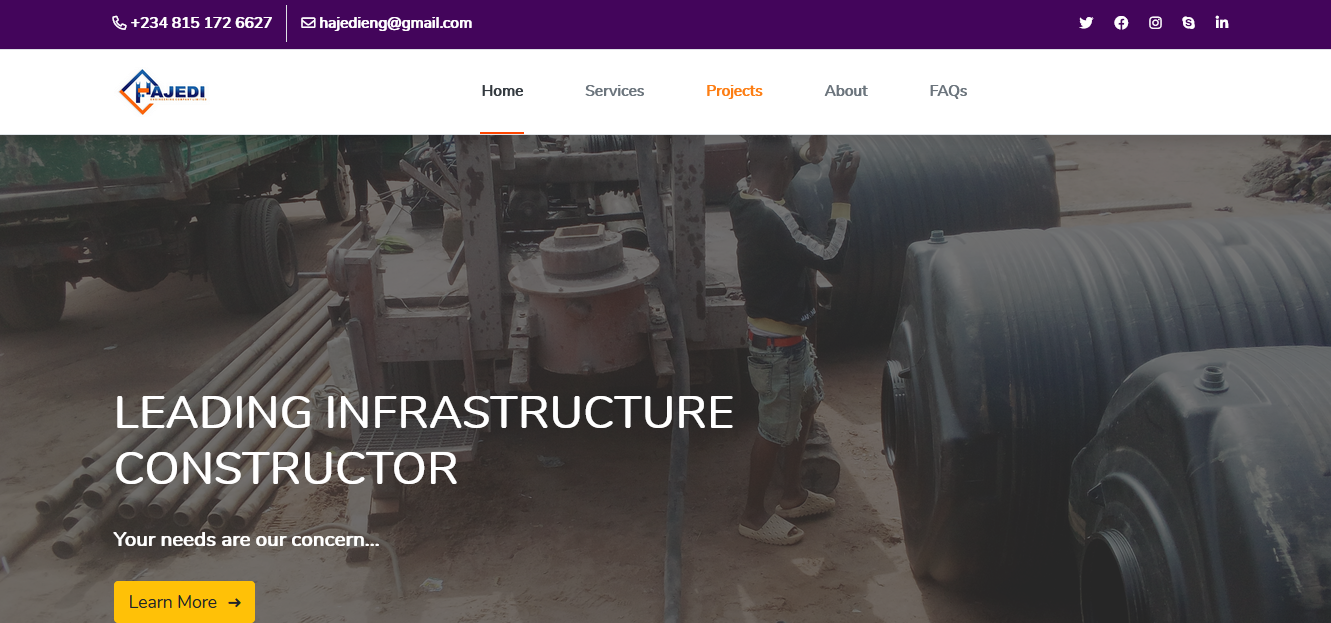 +234 815 172 6627
hajedieng@gmail.com
HAJEDI
Home
Services
Projects
About
FAQs
LEADING INFRASTRUCTURE
CONSTRUCTOR
Your needs are our concern...
Learn More →